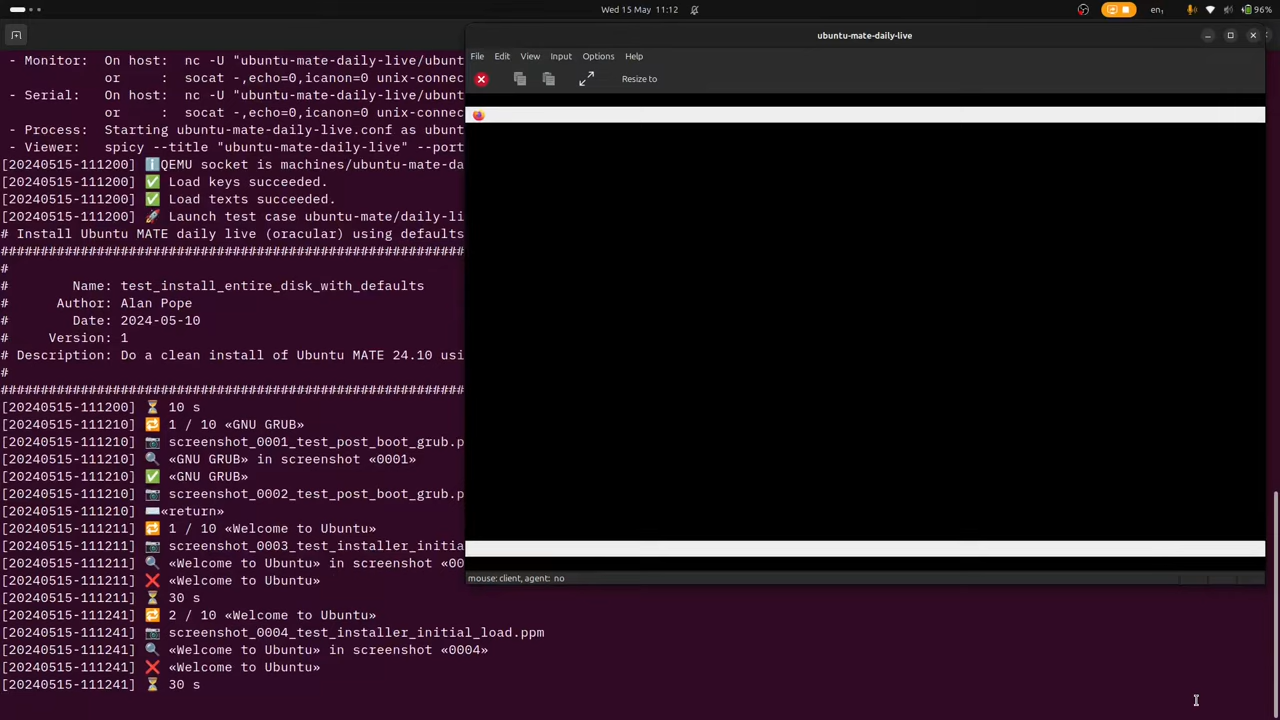 Wed 15 May 11:12
en₁
96%
- Monitor: On host: nc -U "ubuntu-mate-daily-live/ubunt
or : socat -,echo=0,icanon=0 unix-connec
- Serial: On host: nc -U "ubuntu-mate-daily-live/ubunt
or : socat -,echo=0,icanon=0 unix-connec
- Process: Starting ubuntu-mate-daily-live.conf as ubunt
- Viewer: spicy --title "ubuntu-mate-daily-live" --port
[20240515-111200] ℹ️QEMU socket is machines/ubuntu-mate-da
[20240515-111200] ✅ Load keys succeeded.
[20240515-111200] ✅ Load texts succeeded.
[20240515-111200] 🚀 Launch test case ubuntu-mate/daily-li
# Install Ubuntu MATE daily live (oracular) using defaults
##########################################################
#
# Name: test_install_entire_disk_with_defaults
# Author: Alan Pope
# Date: 2024-05-10
# Version: 1
# Description: Do a clean install of Ubuntu MATE 24.10 usi
#
##########################################################
[20240515-111200] ⏳ 10 s
[20240515-111210] 🔁 1 / 10 «GNU GRUB»
[20240515-111210] 📷 screenshot_0001_test_post_boot_grub.p
[20240515-111210] 🔍 «GNU GRUB» in screenshot «0001»
[20240515-111210] ✅ «GNU GRUB»
[20240515-111210] 📷 screenshot_0002_test_post_boot_grub.p
[20240515-111210] ⌨️«return»
[20240515-111211] 🔁 1 / 10 «Welcome to Ubuntu»
[20240515-111211] 📷 screenshot_0003_test_installer_initia
[20240515-111211] 🔍 «Welcome to Ubuntu» in screenshot «00
[20240515-111211] ❌ «Welcome to Ubuntu»
[20240515-111211] ⏳ 30 s
[20240515-111241] 🔁 2 / 10 «Welcome to Ubuntu»
[20240515-111241] 📷 screenshot_0004_test_installer_initial_load.ppm
[20240515-111241] 🔍 «Welcome to Ubuntu» in screenshot «0004»
[20240515-111241] ❌ «Welcome to Ubuntu»
[20240515-111241] ⏳ 30 s
ubuntu-mate-daily-live
File Edit View Input Options Help
Resize to
mouse: client, agent: no